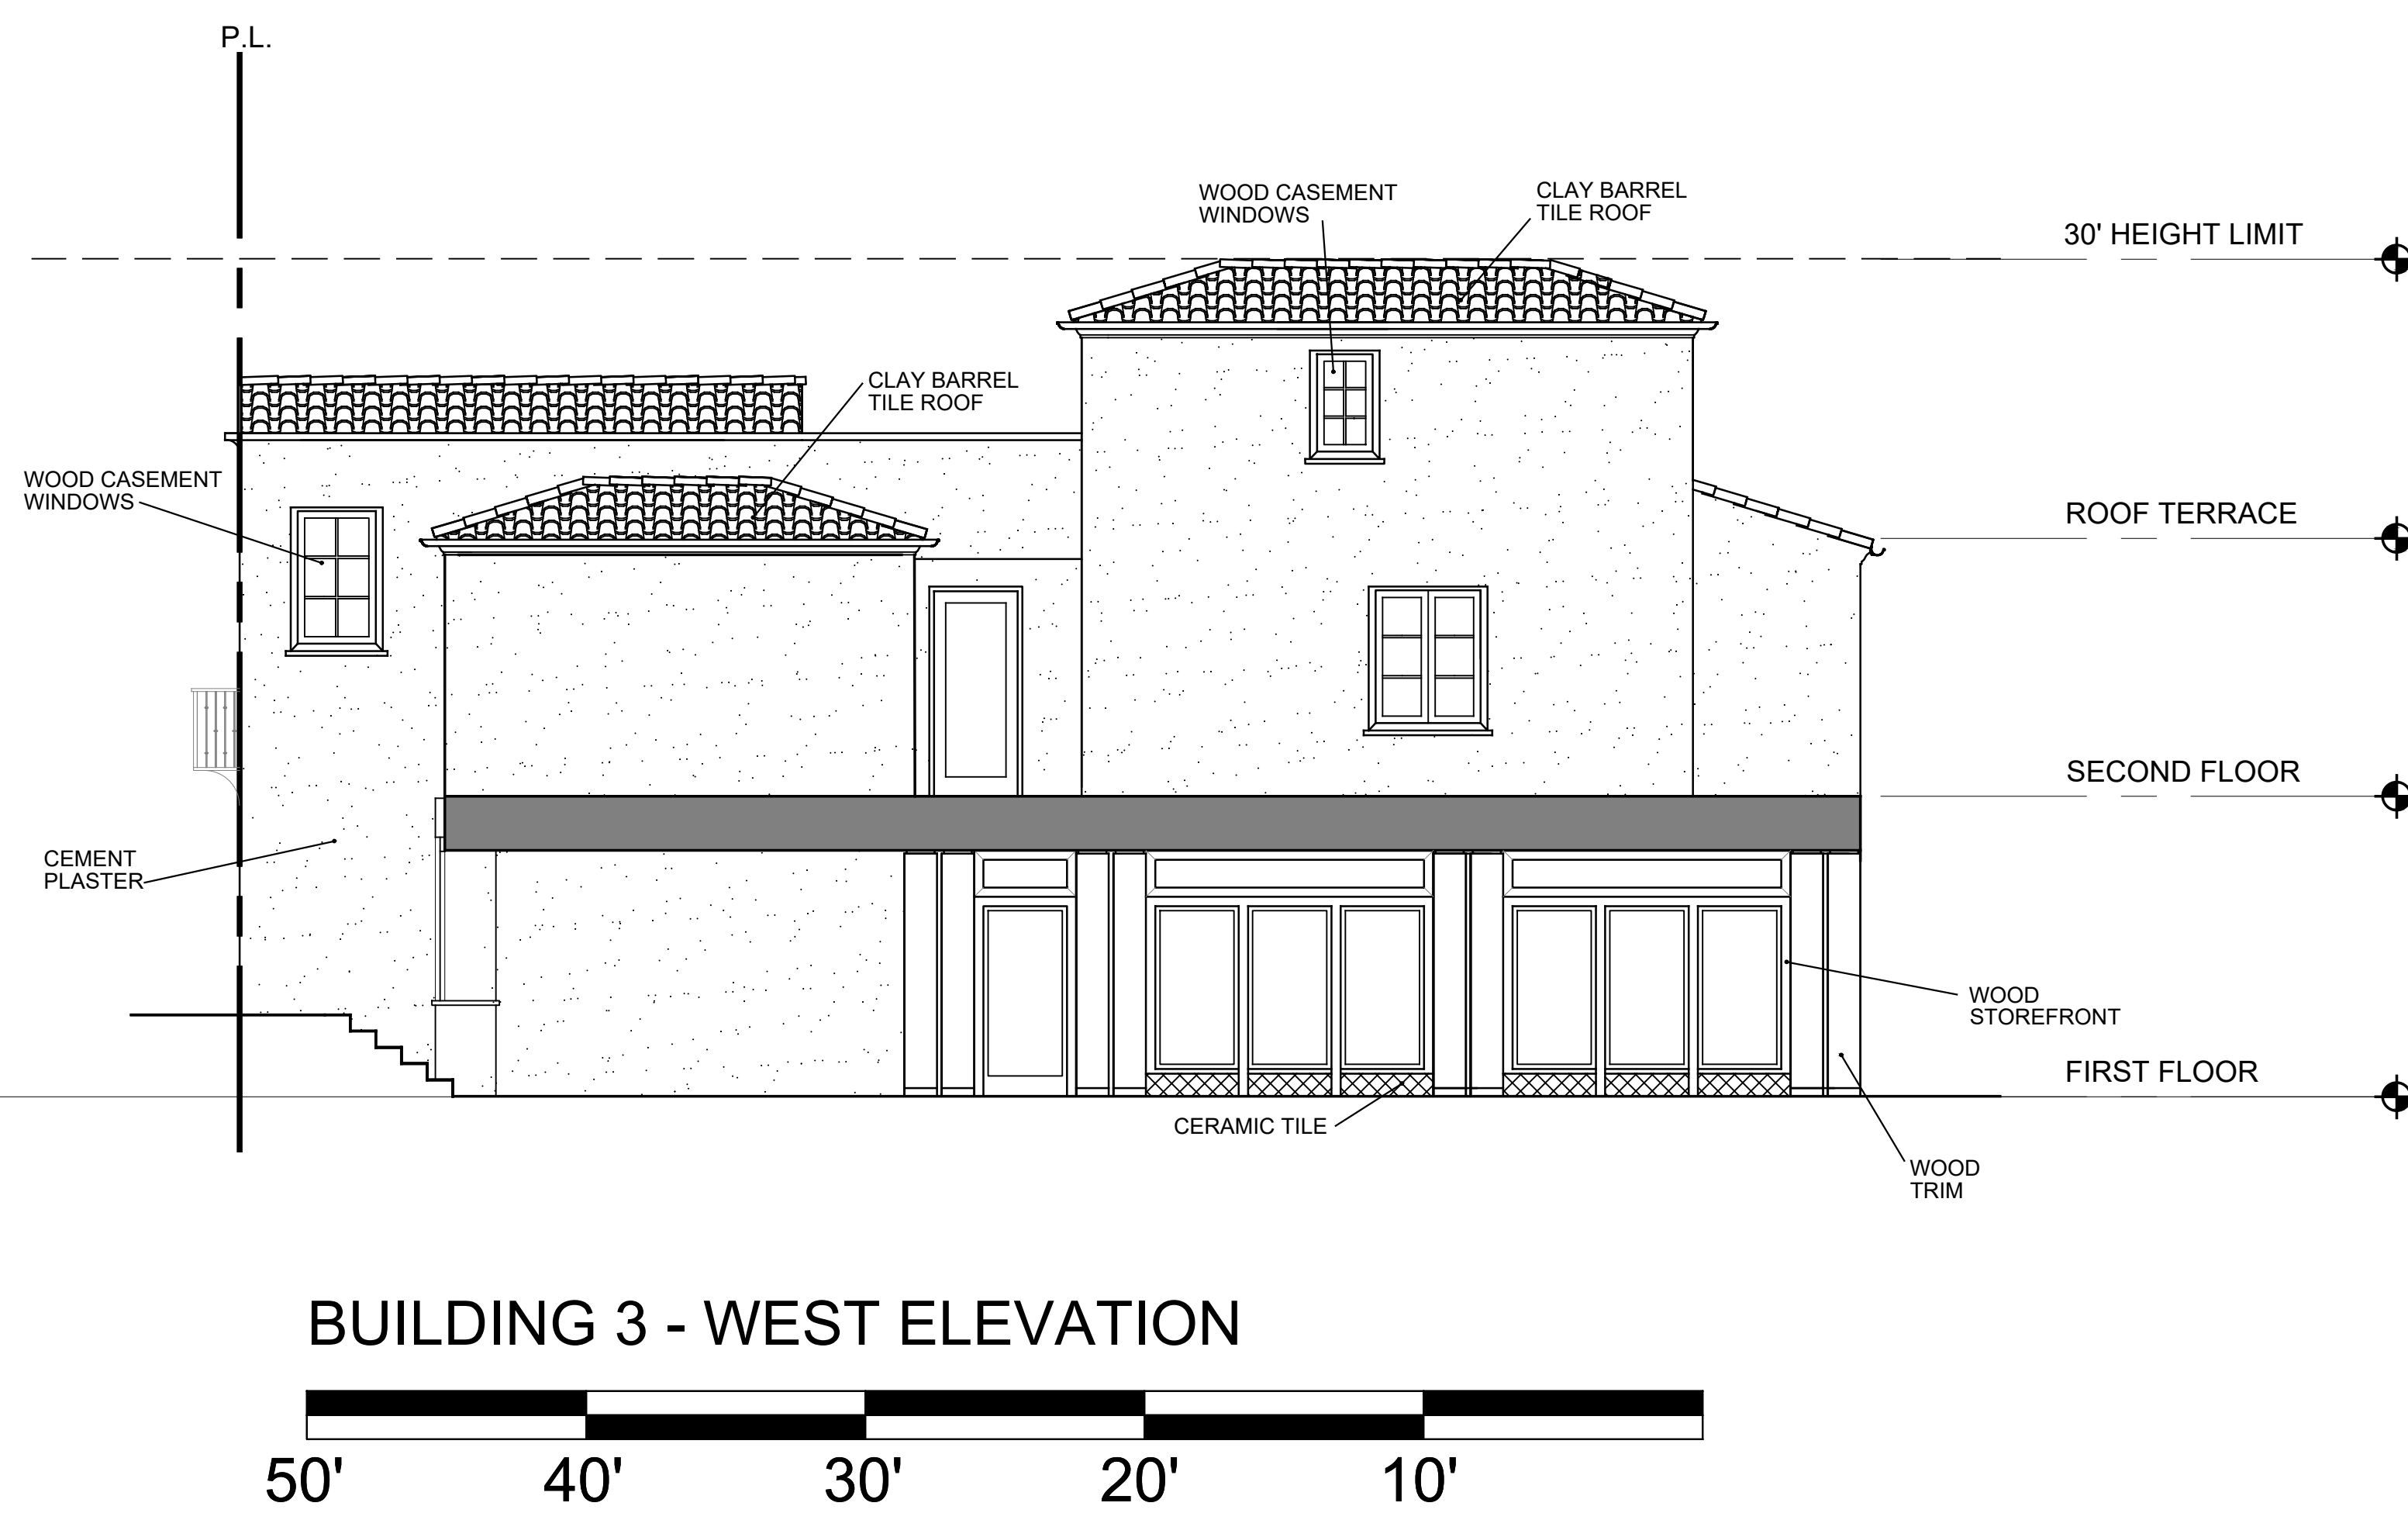 P.L.
WOOD CASEMENT
WINDOWS
CLAY BARREL
TILE ROOF
30' HEIGHT LIMIT
CLAY BARREL
TILE ROOF
WOOD CASEMENT
WINDOWS
ROOF TERRACE
SECOND FLOOR
CEMENT
PLASTER
WOOD
STOREFRONT
FIRST FLOOR
CERAMIC TILE
WOOD
TRIM
BUILDING 3 - WEST ELEVATION
50' 40' 30' 20' 10'